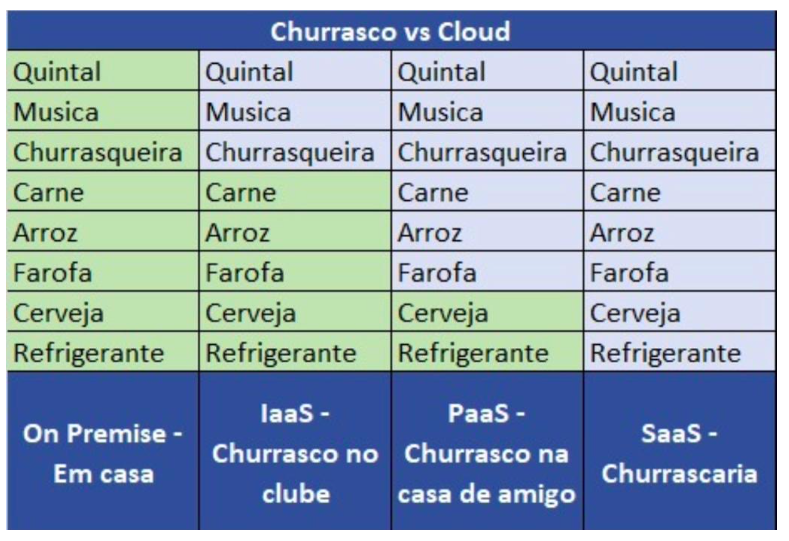 Churrasco vs Cloud
Quintal Quintal Quintal Quintal
Musica Musica Musica Musica
Churrasqueira Churrasqueira Churrasqueira Churrasqueira
Carne Carne Carne Carne
Arroz Arroz Arroz Arroz
Farofa Farofa Farofa Farofa
Cerveja Cerveja Cerveja Cerveja
Refrigerante Refrigerante Refrigerante Refrigerante
On Premise -
Em casa
IaaS -
Churrasco no
clube
PaaS -
Churrasco na
casa de amigo
SaaS -
Churrascaria